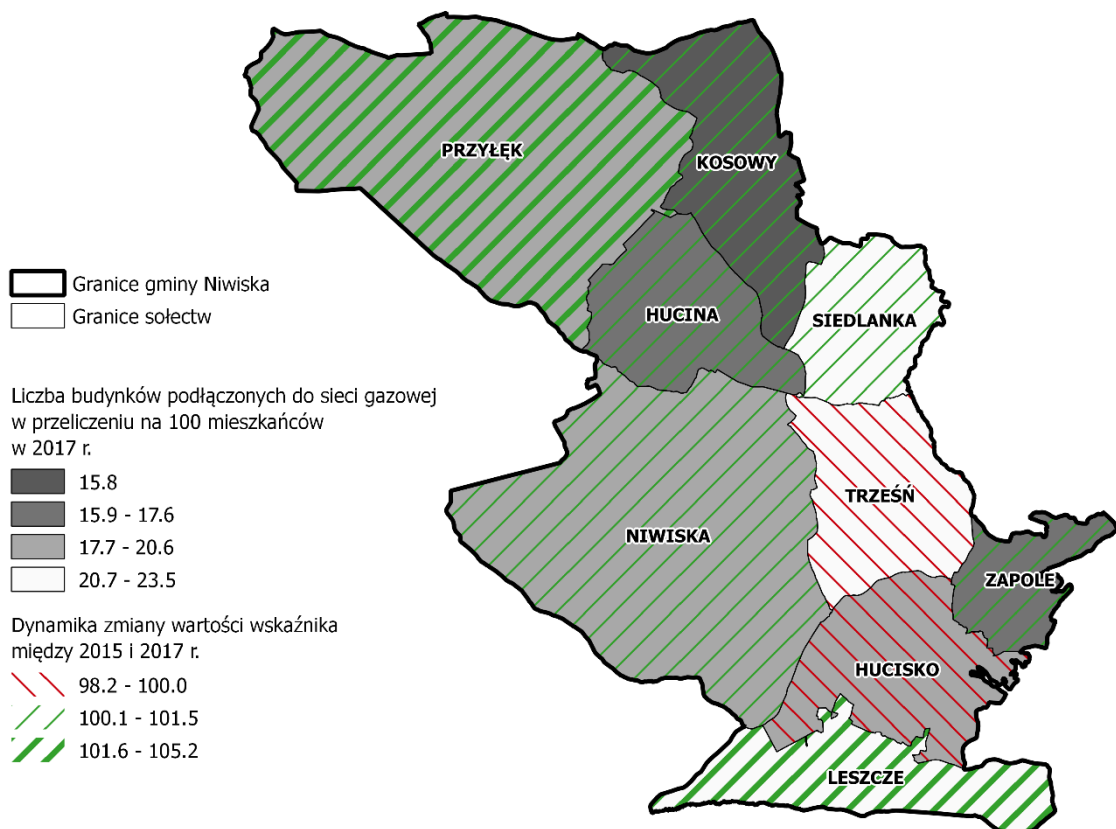 PRZYŁĘK
KOSOWY
HUCINA
SIEDLANKA
NIWISKA
TRZEŚŃ
ZAPOLE
HUCISKO
LESZCZE
Granice gminy Niwiska
Granice sołectw
Liczba budynków podłączonych do sieci gazowej
w przeliczeniu na 100 mieszkańców
w 2017 r.
15.8
15.9 - 17.6
17.7 - 20.6
20.7 - 23.5
Dynamika zmiany wartości wskaźnika
między 2015 i 2017 r.
98.2 - 100.0
100.1 - 101.5
101.6 - 105.2